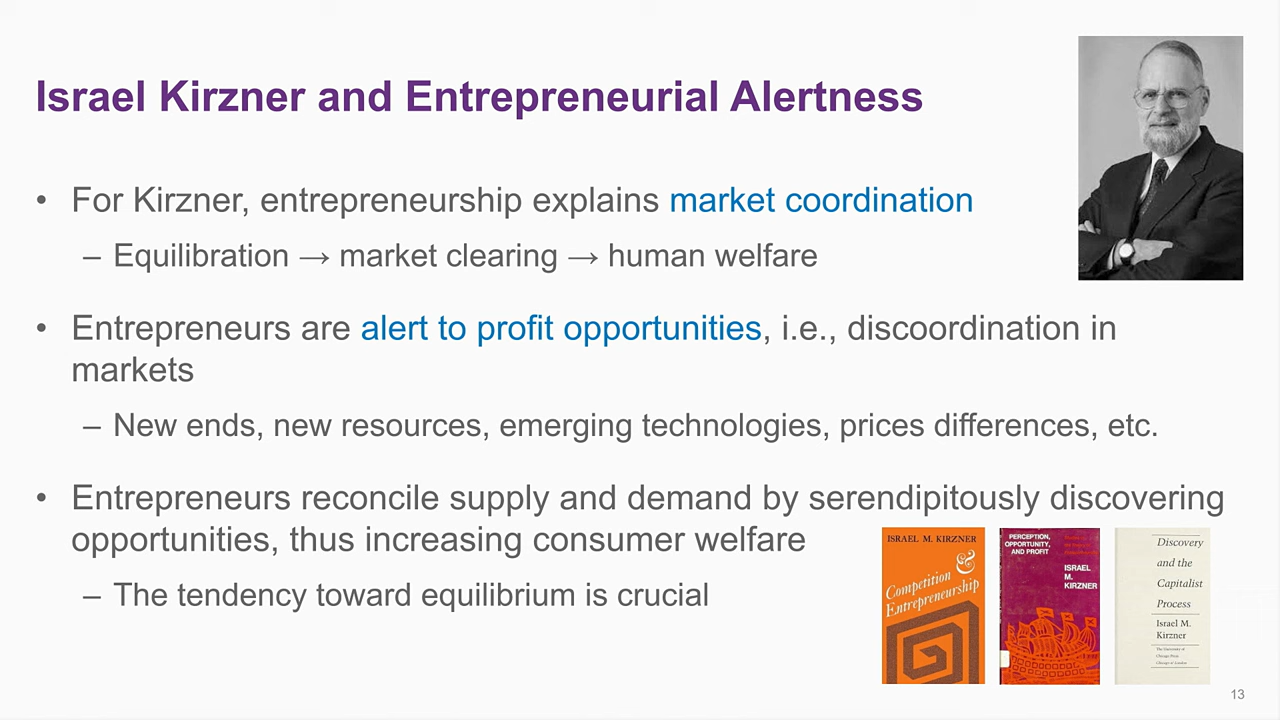 Israel Kirzner and Entrepreneurial Alertness
• For Kirzner, entrepreneurship explains market coordination
– Equilibration → market clearing → human welfare
• Entrepreneurs are alert to profit opportunities, i.e., discoordination in
markets
– New ends, new resources, emerging technologies, prices differences, etc.
• Entrepreneurs reconcile supply and demand by serendipitously discovering
opportunities, thus increasing consumer welfare
– The tendency toward equilibrium is crucial
ISRAEL M. KIRZNER
Competition
&
Entrepreneurship
PERCEPTION,
OPPORTUNITY,
AND PROFIT
ISRAEL
M.
KIRZNER
Discovery
and the
Capitalist
Process
Israel M.
Kirzner
The University of
Chicago Press
Chicago & London
13